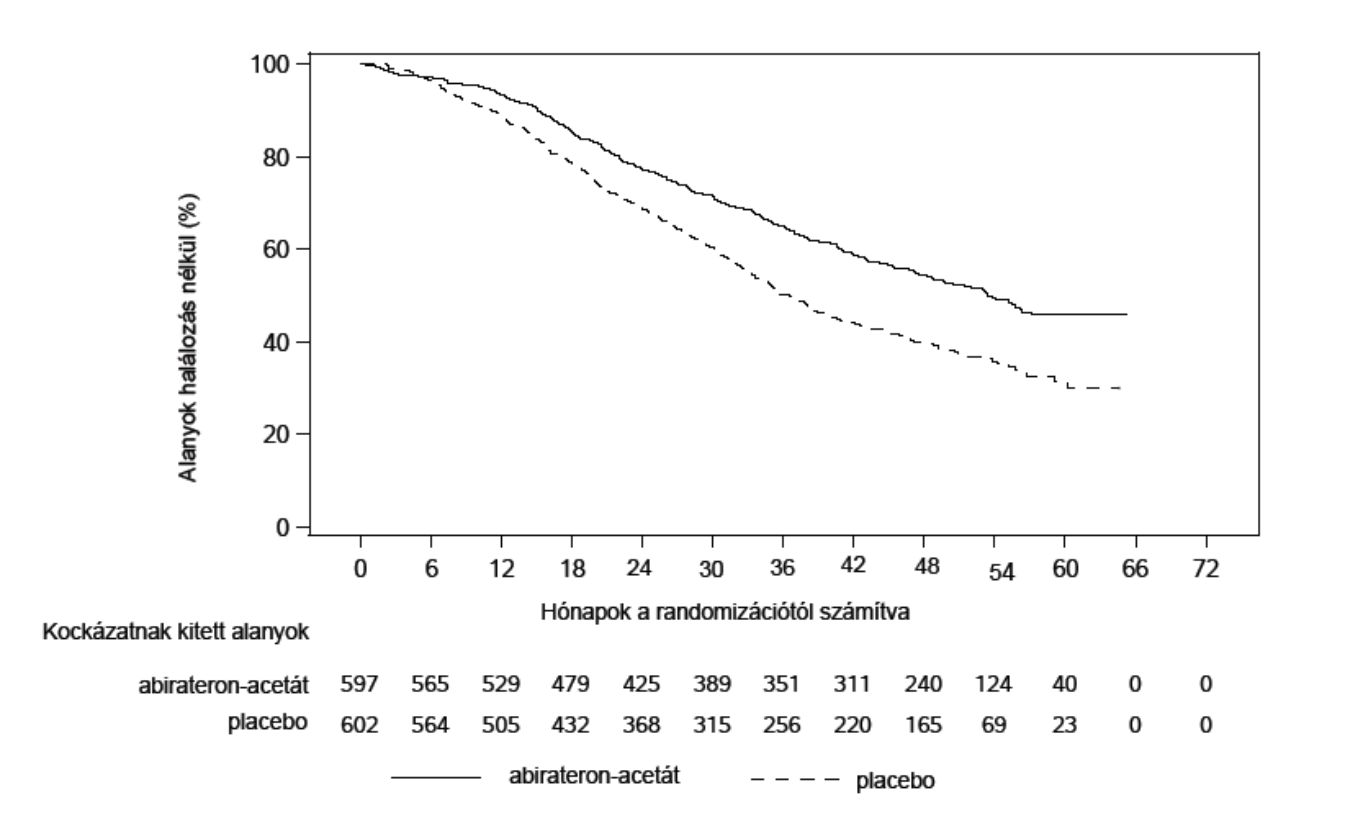 100
80
60
40
20
0
Alanyok halálozás nélkül (%)
0 6 12 18 24 30 36 42 48 54 60 66 72
Hónapok a randomizációtól számítva
Kockázatnak kitett alanyok
abirateron-acetát 597 565 529 479 425 389 351 311 240 124 40 0 0
placebo 602 564 505 432 368 315 256 220 165 69 23 0 0
abirateron-acetát placebo